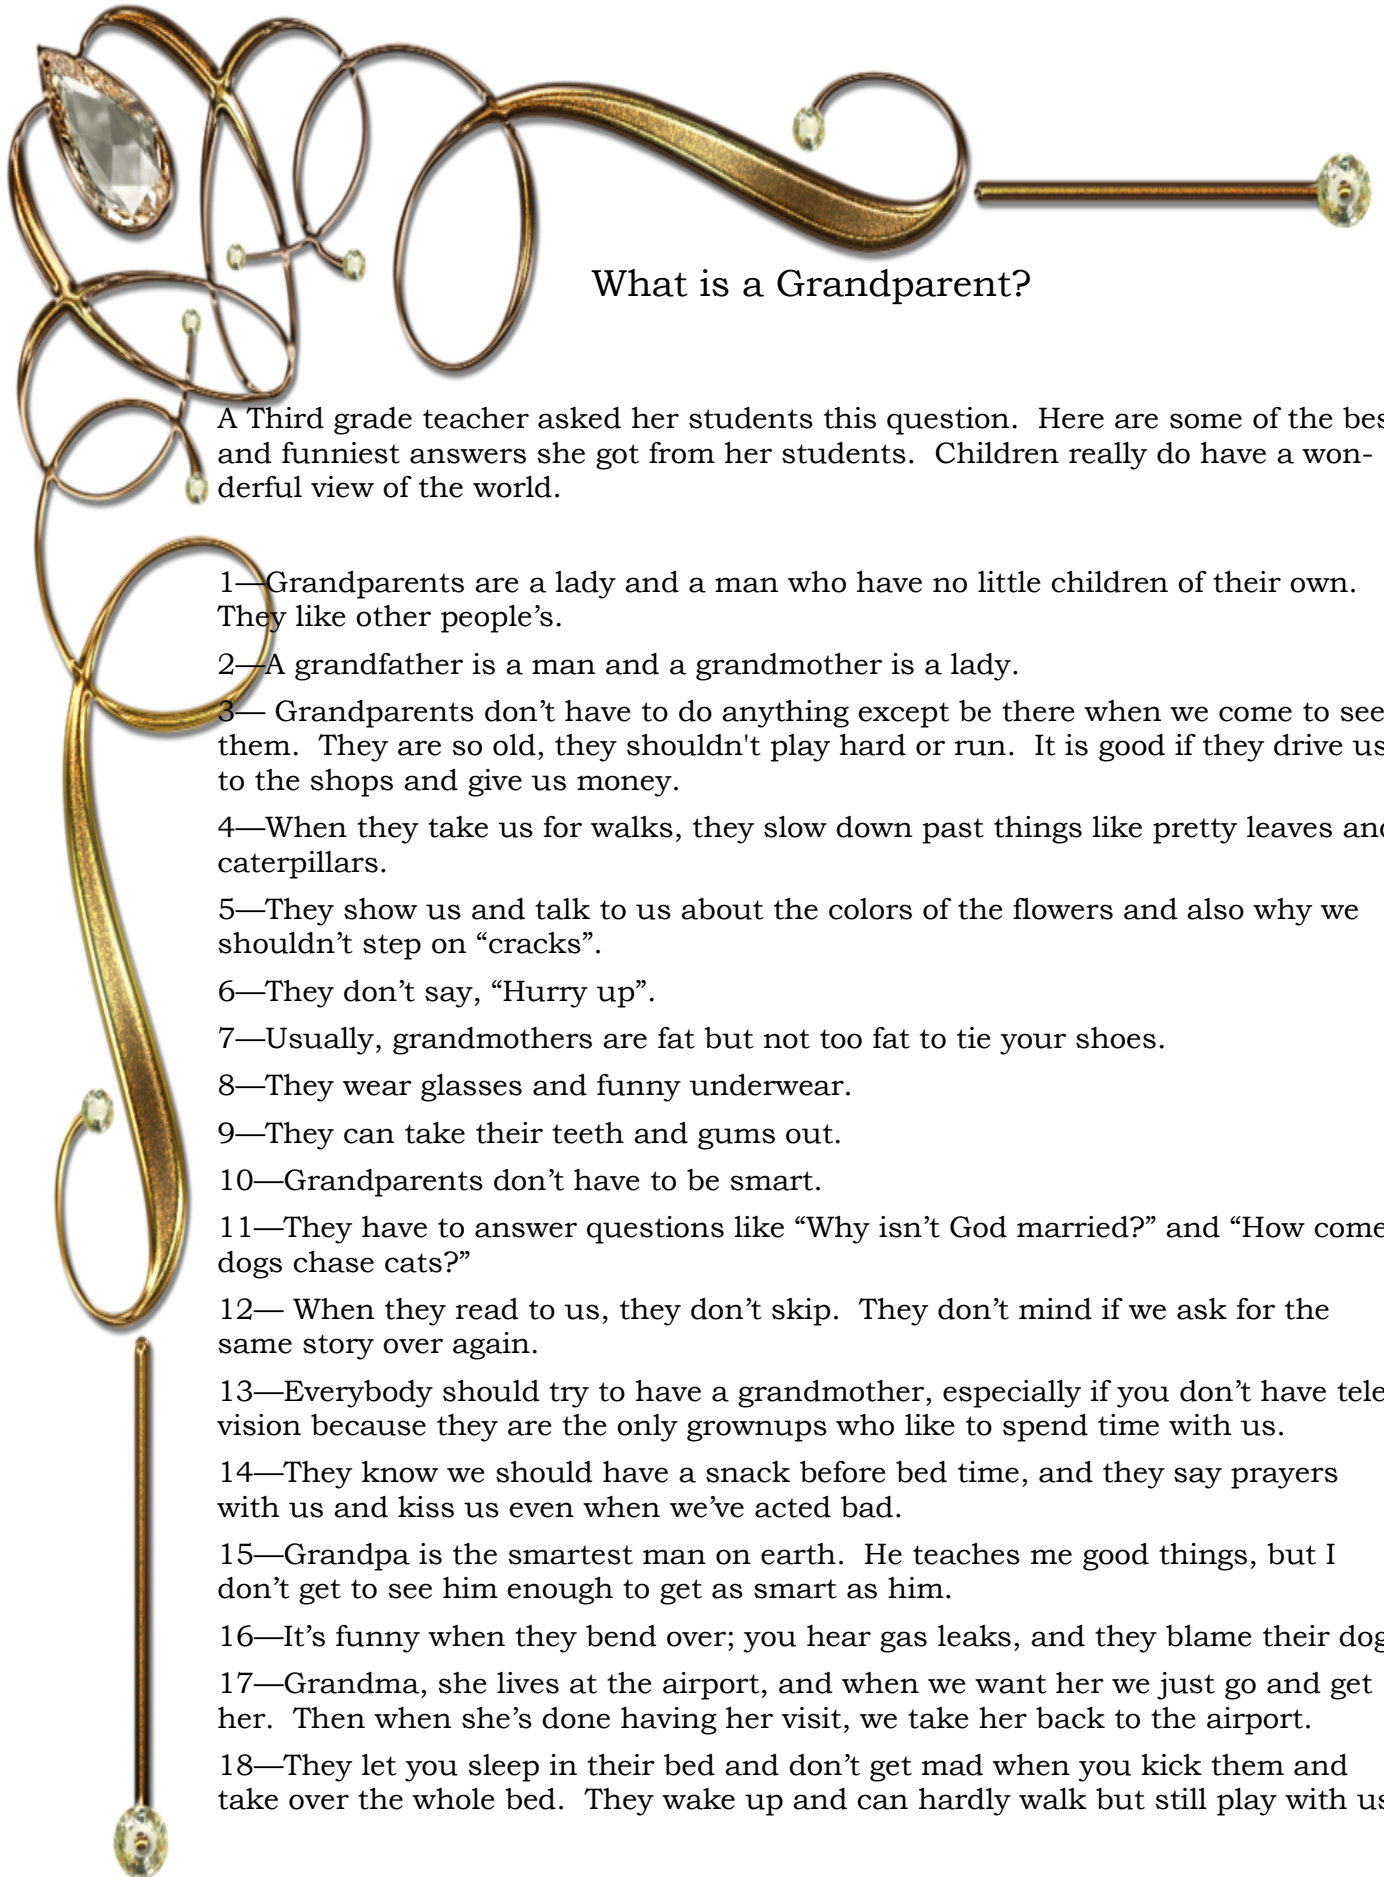 What is a Grandparent?
A Third grade teacher asked her students this question.  Here are some of the bes
and funniest answers she got from her students.  Children really do have a won-
derful view of the world.
1—Grandparents are a lady and a man who have no little children of their own.
They like other people’s.
2—A grandfather is a man and a grandmother is a lady.
3— Grandparents don’t have to do anything except be there when we come to see
them.  They are so old, they shouldn't play hard or run.  It is good if they drive us
to the shops and give us money.
4—When they take us for walks, they slow down past things like pretty leaves and
caterpillars.
5—They show us and talk to us about the colors of the flowers and also why we
shouldn’t step on “cracks”.
6—They don’t say, “Hurry up”.
7—Usually, grandmothers are fat but not too fat to tie your shoes.
8—They wear glasses and funny underwear.
9—They can take their teeth and gums out.
10—Grandparents don’t have to be smart.
11—They have to answer questions like “Why isn’t God married?” and “How come
dogs chase cats?”
12— When they read to us, they don’t skip.  They don’t mind if we ask for the
same story over again.
13—Everybody should try to have a grandmother, especially if you don’t have tele
vision because they are the only grownups who like to spend time with us.
14—They know we should have a snack before bed time, and they say prayers
with us and kiss us even when we’ve acted bad.
15—Grandpa is the smartest man on earth.  He teaches me good things, but I
don’t get to see him enough to get as smart as him.
16—It’s funny when they bend over; you hear gas leaks, and they blame their dog
17—Grandma, she lives at the airport, and when we want her we just go and get
her.  Then when she’s done having her visit, we take her back to the airport.
18—They let you sleep in their bed and don’t get mad when you kick them and
take over the whole bed.  They wake up and can hardly walk but still play with us